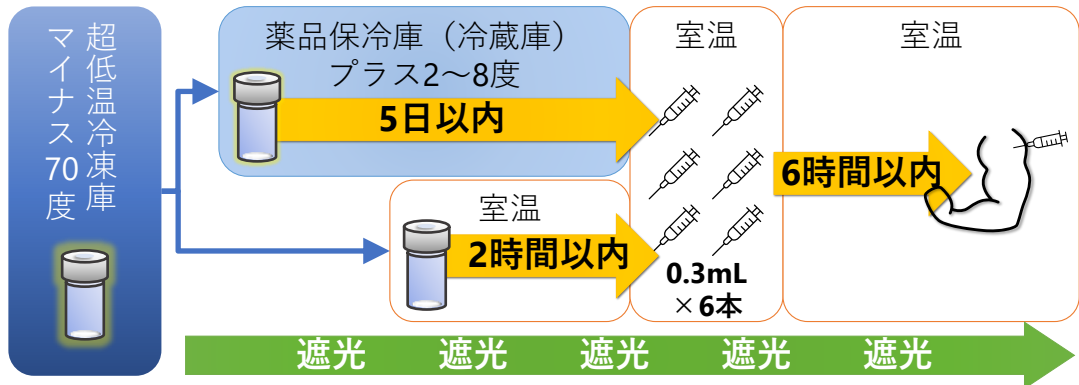 超低温冷凍庫
マイナス70度
薬品保冷庫（冷蔵庫）
プラス2～8度
5日以内
室温
2時間以内
室温
0.3mL
×6本
室温
6時間以内
遮光 遮光 遮光 遮光 遮光